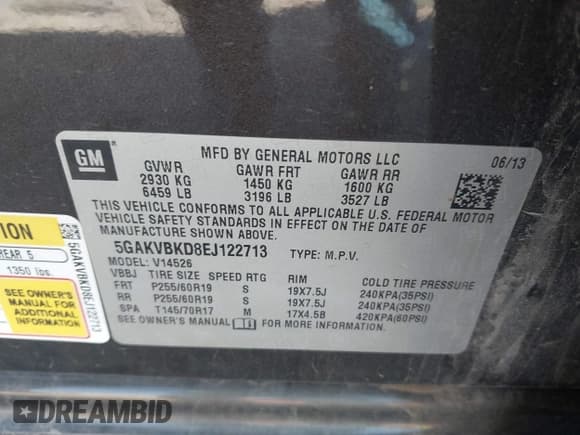 GM
MFD BY GENERAL MOTORS LLC 06/13
GVWR GAWR FRT GAWR RR
2930 KG 1450 KG 1600 KG
6459 LB 3196 LB 3527 LB
THIS VEHICLE CONFORMS TO ALL APPLICABLE U.S. FEDERAL MOTOR
VEHICLE SAFETY STANDARDS IN EFFECT ON THE DATE OF
MANUFACTURE SHOWN ABOVE.
5GAKVBKD8EJ122713 TYPE: M.P.V.
MODEL: V14526
VBBJ TIRE SIZE SPEED RTG RIM COLD TIRE PRESSURE
FRT P255/60R19 S 19X7.5J 240KPA(35PSI)
RR P255/60R19 S 19X7.5J 240KPA(35PSI)
SPA T145/70R17 M 17X4.5B 420KPA(60PSI)
SEE OWNER'S MANUAL FOR MORE INFORMATION.
TION
REAR 5
1350 lbs.
SEE OWNER'S
MANUAL FOR
ADDITIONAL
INFORMATION
5GAKVBKD8EJ122713
DREAMBID